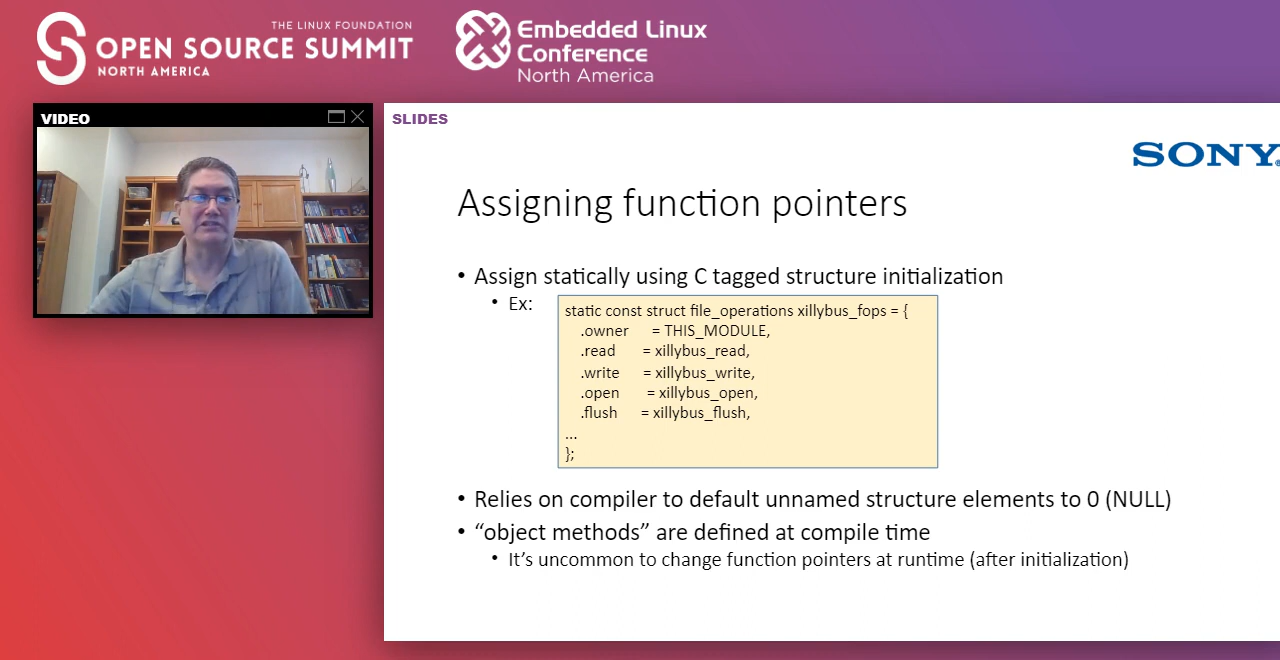 THE LINUX FOUNDATION
OPEN SOURCE SUMMIT
NORTH AMERICA
Embedded Linux
Conference
North America
VIDEO
SLIDES
SONY
Assigning function pointers
• Assign statically using C tagged structure initialization
• Ex:
static const struct file_operations xillybus_fops = {
.owner = THIS_MODULE,
.read = xillybus_read,
.write = xillybus_write,
.open = xillybus_open,
.flush = xillybus_flush,
...
};
• Relies on compiler to default unnamed structure elements to 0 (NULL)
• “object methods” are defined at compile time
• It’s uncommon to change function pointers at runtime (after initialization)